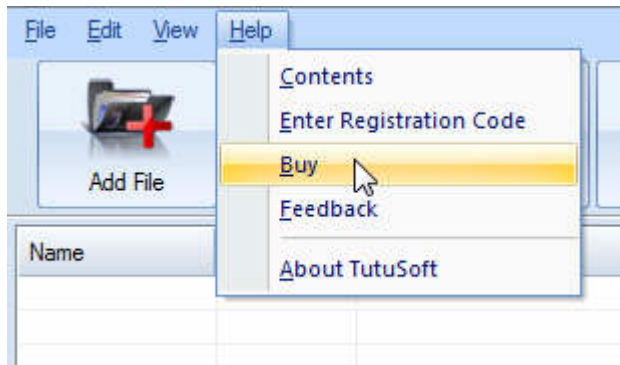 File Edit View Help
Contents
Enter Registration Code
Buy
Feedback
About TutuSoft
Add File
Name